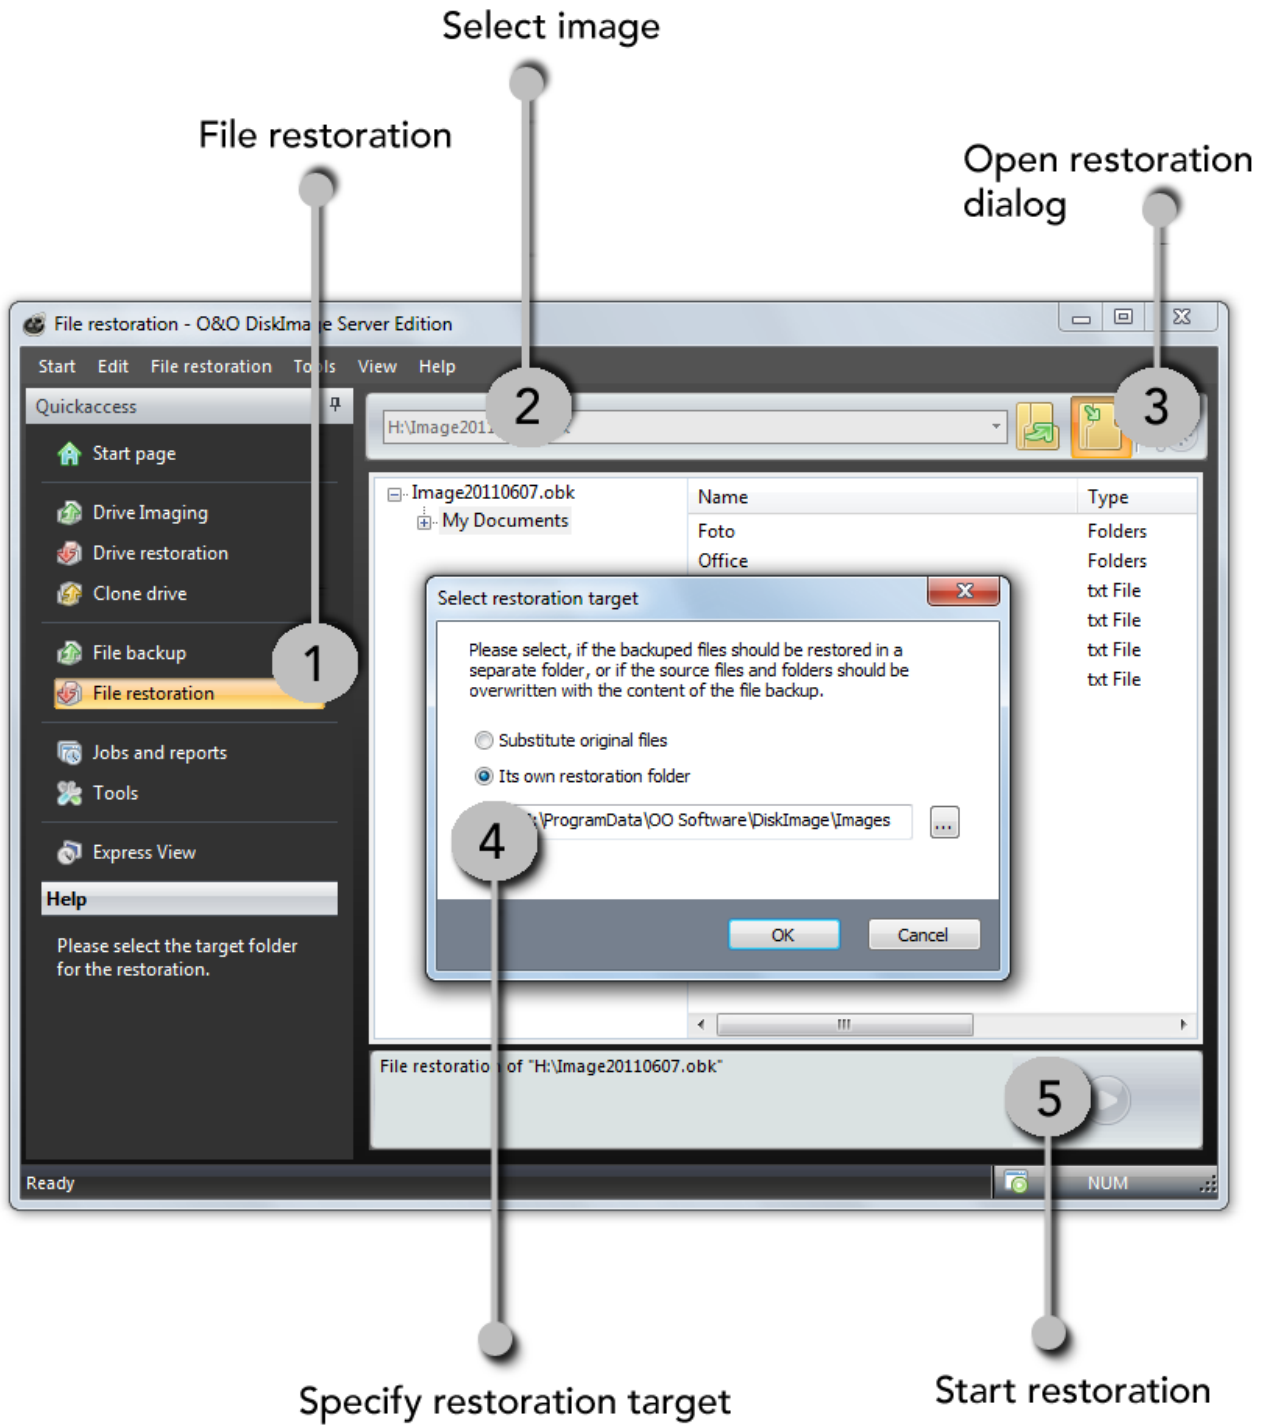 Select image
File restoration
Open restoration
dialog
File restoration - O&O DiskImage Server Edition
Start Edit File restoration Tools View Help
Quickaccess
Start page
Drive Imaging
Drive restoration
Clone drive
File backup
File restoration
Jobs and reports
Tools
Express View
Help
Please select the target folder
for the restoration.
1
2
3
H:\Image201
Image20110607.obk
My Documents
Name Type
Foto Folders
Office Folders
txt File
txt File
txt File
txt File
Select restoration target
Please select, if the backuped files should be restored in a
separate folder, or if the source files and folders should be
overwritten with the content of the file backup.
Substitute original files
Its own restoration folder
4
:\ProgramData\OO Software\DiskImage\Images
...
OK Cancel
File restoration of "H:\Image20110607.obk"
5
Ready NUM
Specify restoration target
Start restoration